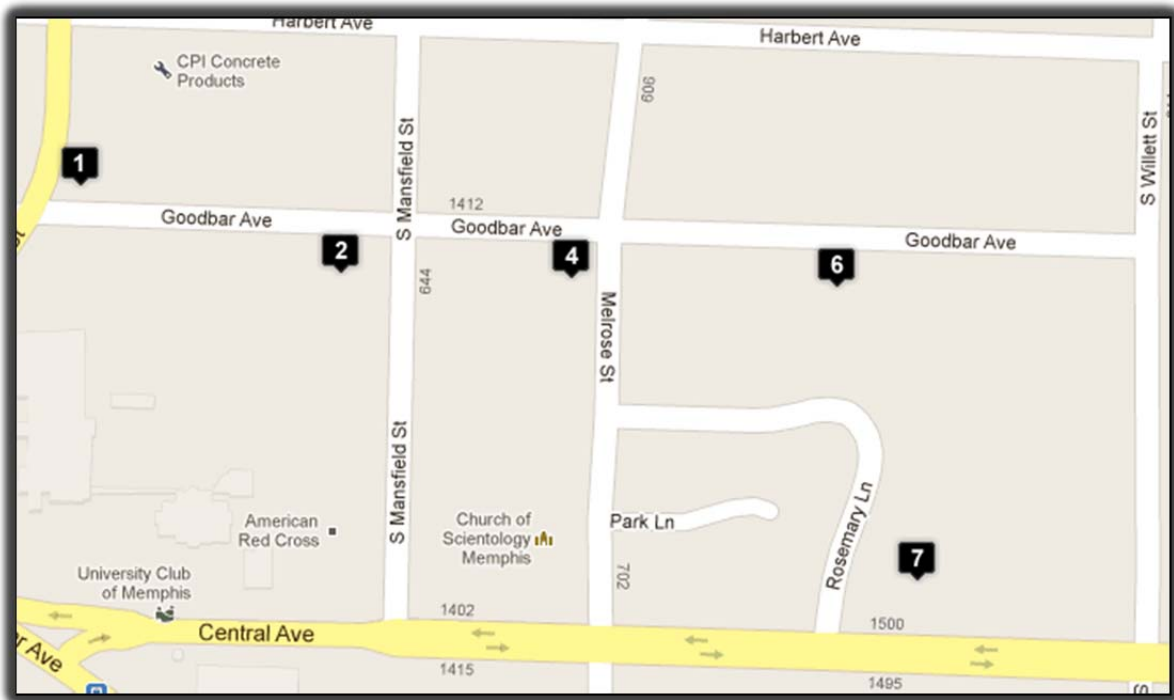 Harbert Ave
Harbert Ave
CPI Concrete
Products
909
S Mansfield St
S Willett St
1
1412
Goodbar Ave
Goodbar Ave
Goodbar Ave
2
4
6
644
Melrose St
S Mansfield St
Rosemary Ln
Park Ln
American
Red Cross
Church of
Scientology
Memphis
7
702
University Club
of Memphis
1402
1500
Central Ave
1415
1495